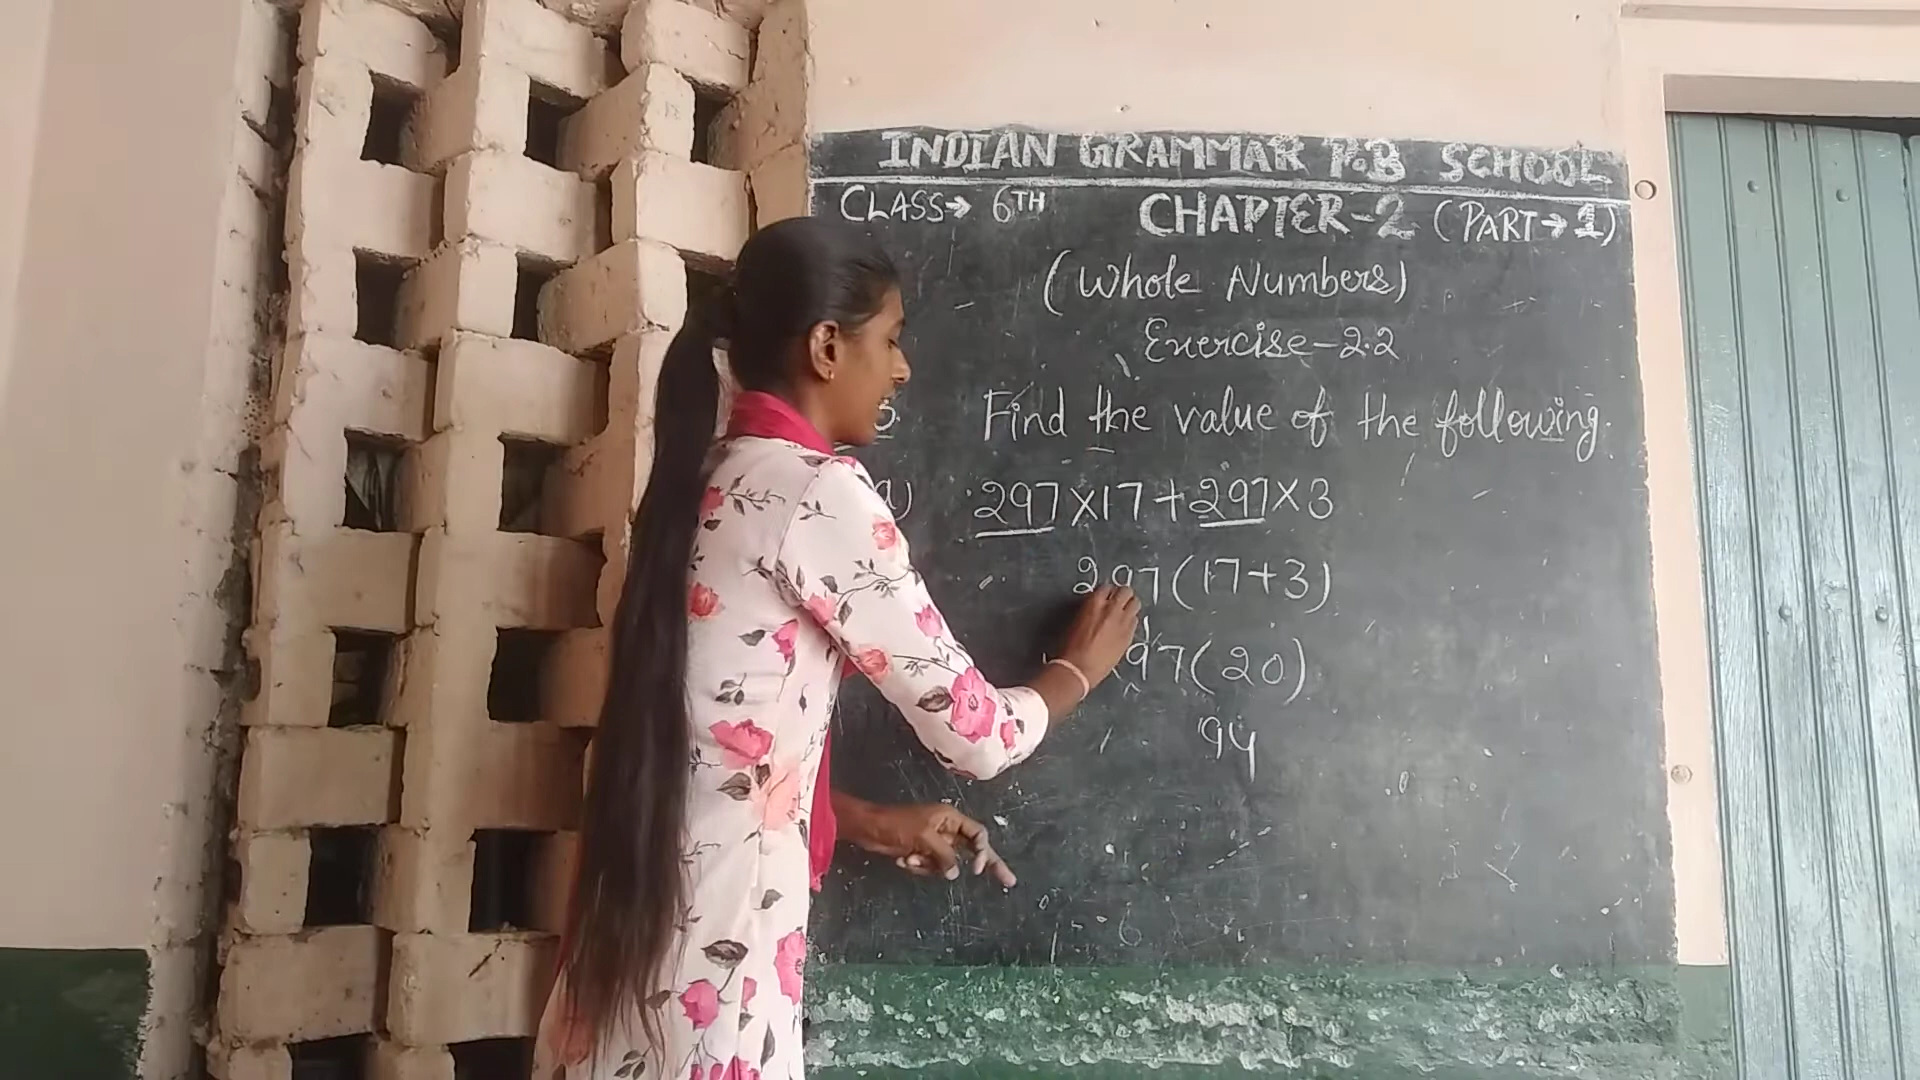 INDIAN GRAMMAR P.B SCHOOL
CLASS→ 6TH CHAPTER-2 (PART→1)
(Whole Numbers)
Exercise-2.2
3. Find the value of the following.
a) 297×17+297×3
297(17+3)
97(20)
94